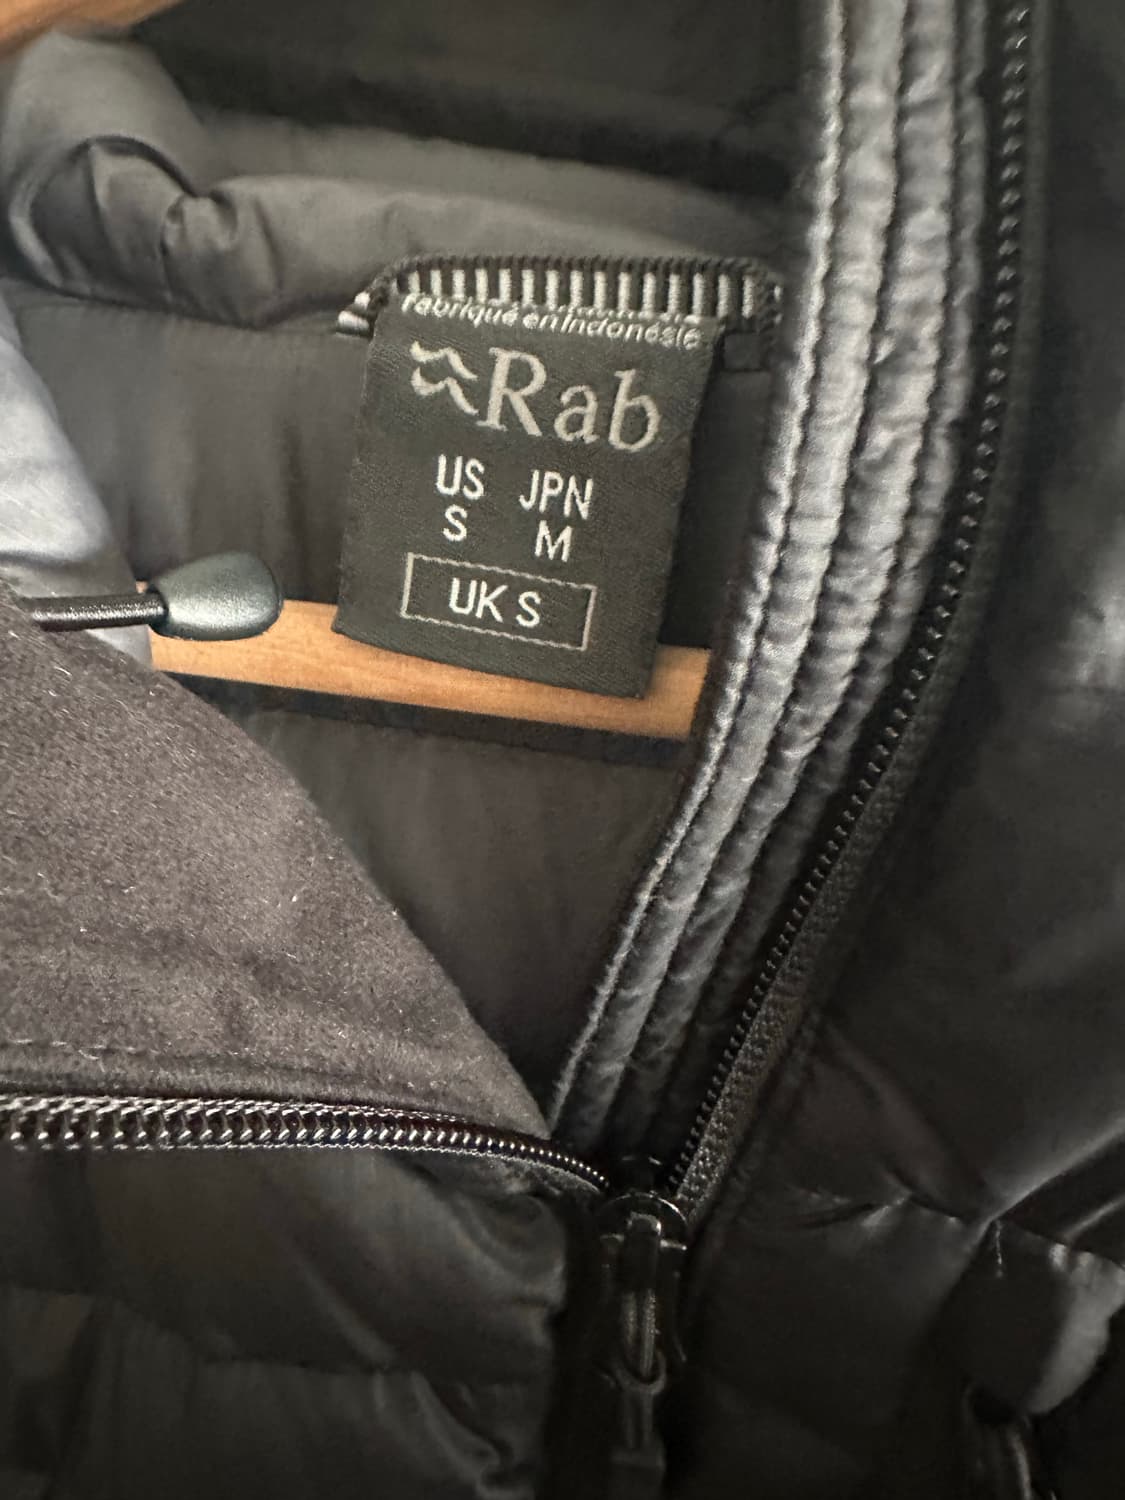 Fabriqué en Indonésie
Rab
US JPN
S M
UK S